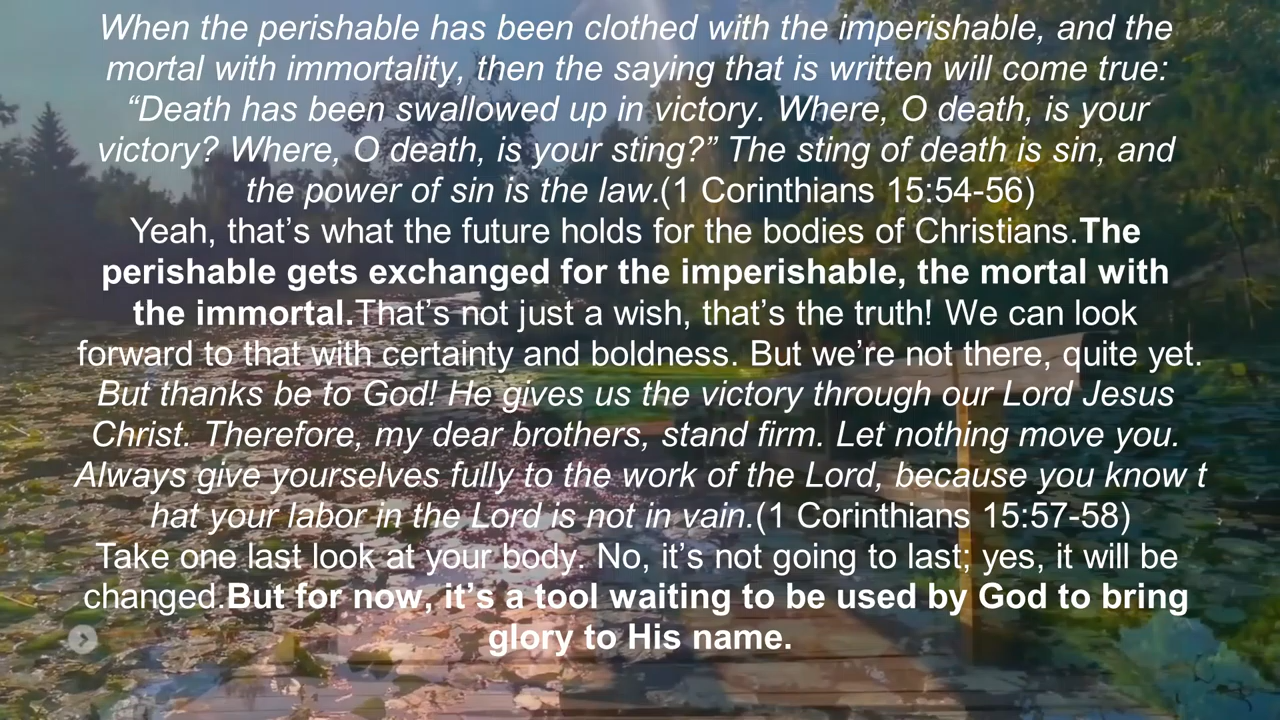 When the perishable has been clothed with the imperishable, and the
mortal with immortality, then the saying that is written will come true:
“Death has been swallowed up in victory. Where, O death, is your
victory? Where, O death, is your sting?” The sting of death is sin, and
the power of sin is the law.(1 Corinthians 15:54-56)
Yeah, that’s what the future holds for the bodies of Christians.The
perishable gets exchanged for the imperishable, the mortal with
the immortal.That’s not just a wish, that’s the truth! We can look
forward to that with certainty and boldness. But we’re not there, quite yet.
But thanks be to God! He gives us the victory through our Lord Jesus
Christ. Therefore, my dear brothers, stand firm. Let nothing move you.
Always give yourselves fully to the work of the Lord, because you know t
hat your labor in the Lord is not in vain.(1 Corinthians 15:57-58)
Take one last look at your body. No, it’s not going to last; yes, it will be
changed.But for now, it’s a tool waiting to be used by God to bring
glory to His name.